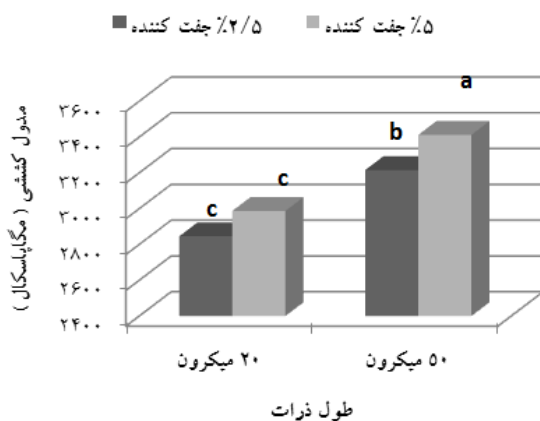 ۲/۵٪ جفت کننده
۵٪ جفت کننده
مدول کششی ( مگاپاسکال )
۳۶۰۰
۳۴۰۰
۳۲۰۰
۳۰۰۰
۲۸۰۰
۲۶۰۰
۲۴۰۰
c
c
b
a
۲۰ میکرون
۵۰ میکرون
طول ذرات